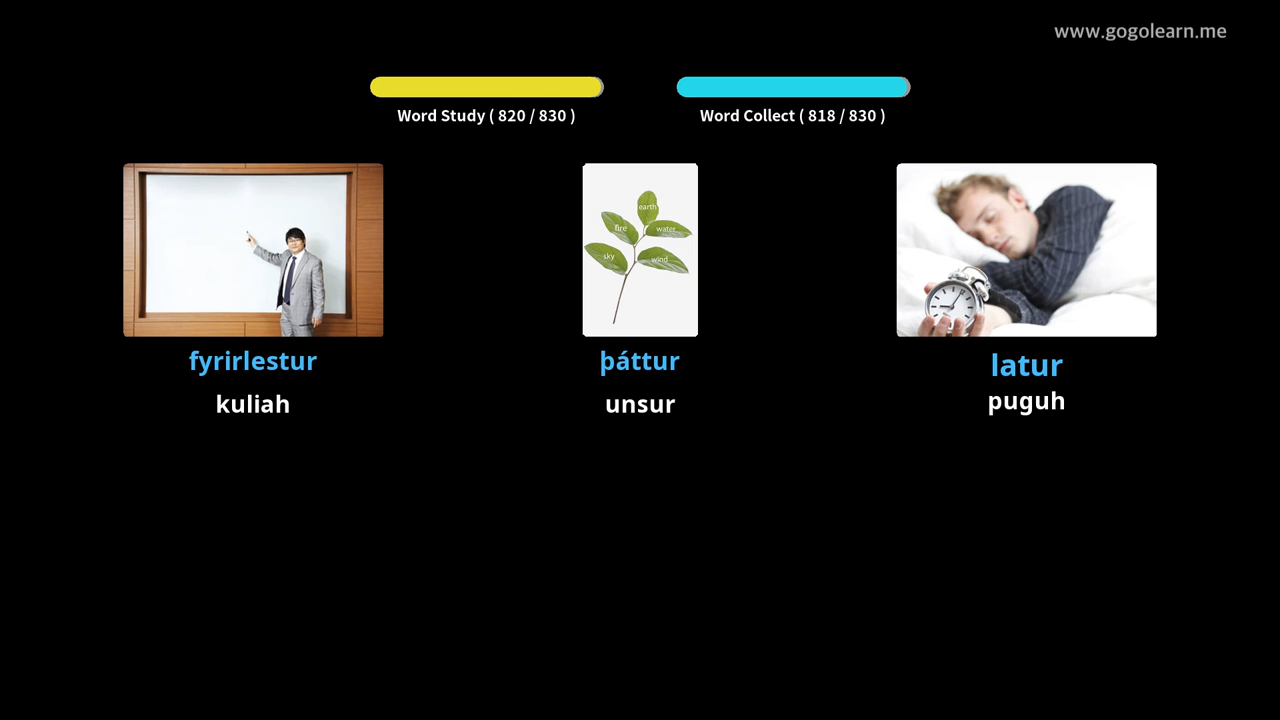 www.gogolearn.me
Word Study ( 820 / 830 )
Word Collect ( 818 / 830 )
earth
fire
water
sky
wind
fyrirlestur
þáttur
latur
kuliah
unsur
puguh